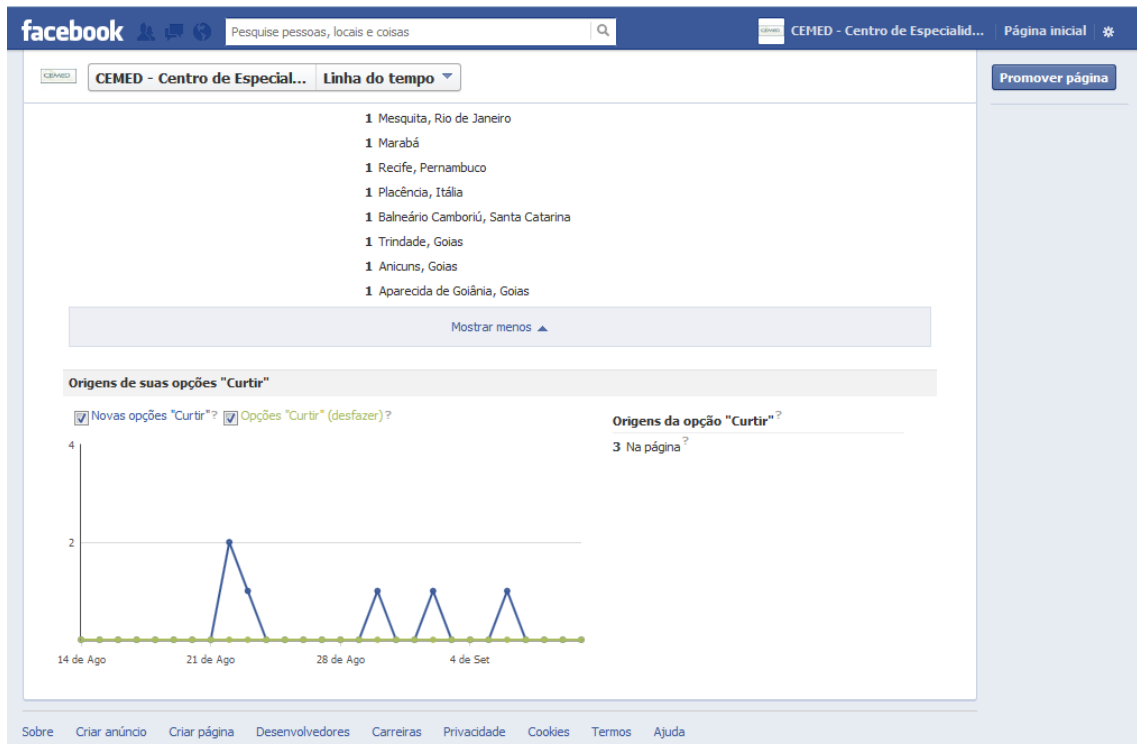 facebook
Pesquise pessoas, locais e coisas
CEMED - Centro de Especialid...
Página inicial
CEMED
CEMED - Centro de Especial...
Linha do tempo
Promover página
1 Mesquita, Rio de Janeiro
1 Marabá
1 Recife, Pernambuco
1 Placência, Itália
1 Balneário Camboriú, Santa Catarina
1 Trindade, Goias
1 Anicuns, Goias
1 Aparecida de Goiânia, Goias
Mostrar menos
Origens de suas opções "Curtir"
Novas opções "Curtir"? Opções "Curtir" (desfazer)?
Origens da opção "Curtir"?
3 Na página?
4
2
14 de Ago 21 de Ago 28 de Ago 4 de Set
Sobre Criar anúncio Criar página Desenvolvedores Carreiras Privacidade Cookies Termos Ajuda